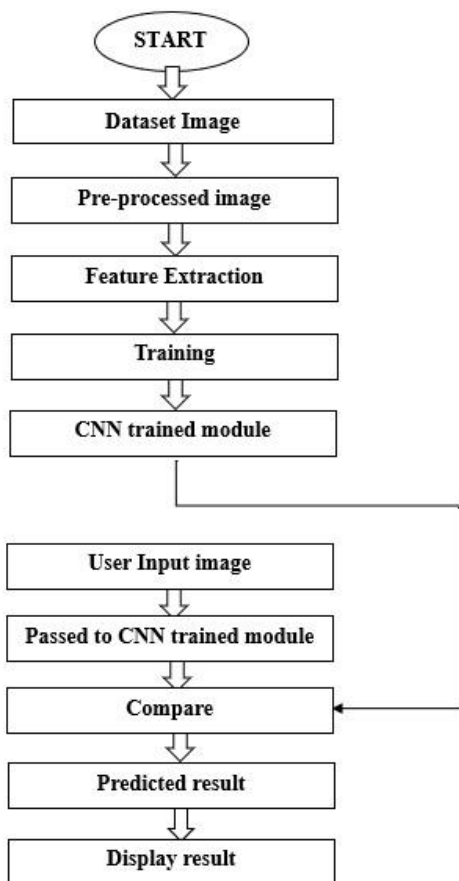 START
Dataset Image
Pre-processed image
Feature Extraction
Training
CNN trained module
User Input image
Passed to CNN trained module
Compare
Predicted result
Display result